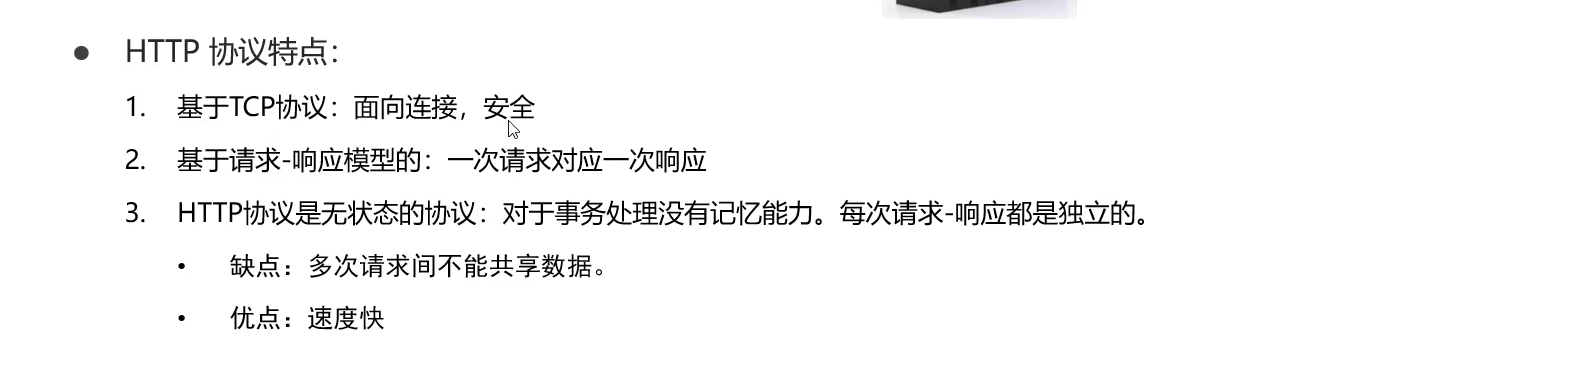 ● HTTP 协议特点：
1. 基于TCP协议：面向连接，安全
2. 基于请求-响应模型的：一次请求对应一次响应
3. HTTP协议是无状态的协议：对于事务处理没有记忆能力。每次请求-响应都是独立的。
• 缺点：多次请求间不能共享数据。
• 优点：速度快